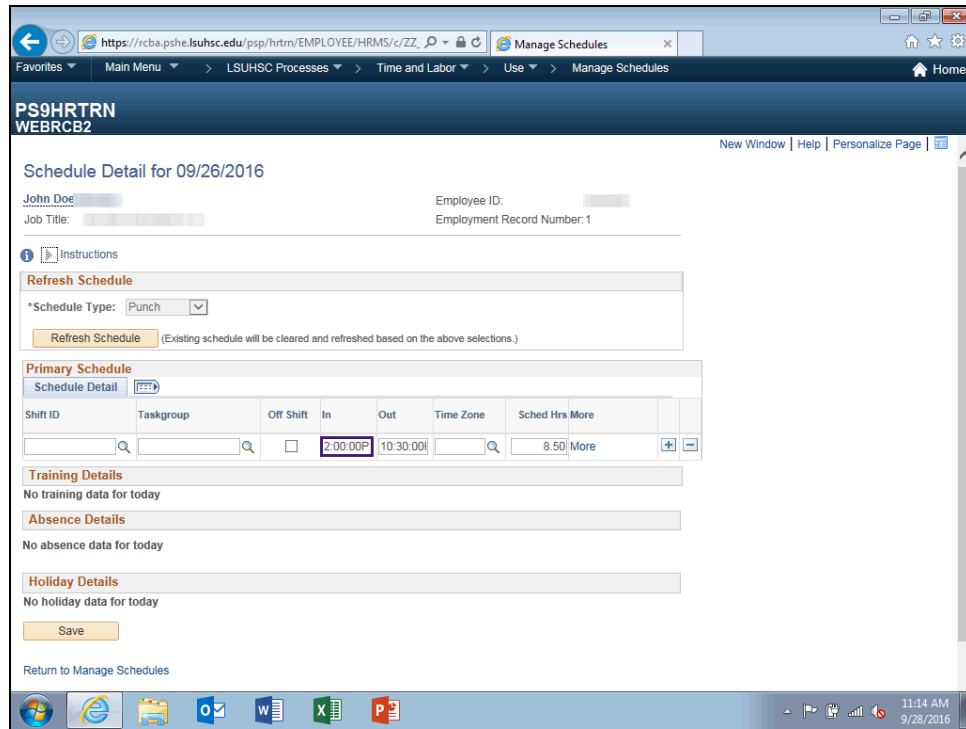 https://rcba.pshe.lsuhsc.edu/psp/hrtrn/EMPLOYEE/HRMS/c/ZZ_
Manage Schedules
Favorites Main Menu > LSUHSC Processes > Time and Labor > Use > Manage Schedules Home
PS9HRTRN
WEBRCB2
New Window | Help | Personalize Page |
Schedule Detail for 09/26/2016
John Doe Employee ID:
Job Title: Employment Record Number: 1
Instructions
Refresh Schedule
*Schedule Type: Punch
Refresh Schedule (Existing schedule will be cleared and refreshed based on the above selections.)
Primary Schedule
Schedule Detail
Shift ID Taskgroup Off Shift In Out Time Zone Sched Hrs More
2:00:00P 10:30:00 8.50 More
Training Details
No training data for today
Absence Details
No absence data for today
Holiday Details
No holiday data for today
Save
Return to Manage Schedules
11:14 AM
9/28/2016